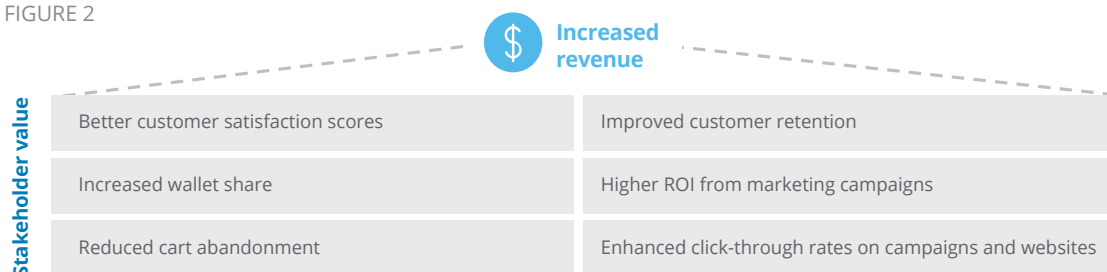 FIGURE 2
Increased
revenue
Stakeholder value
Better customer satisfaction scores
Improved customer retention
Increased wallet share
Higher ROI from marketing campaigns
Reduced cart abandonment
Enhanced click-through rates on campaigns and websites